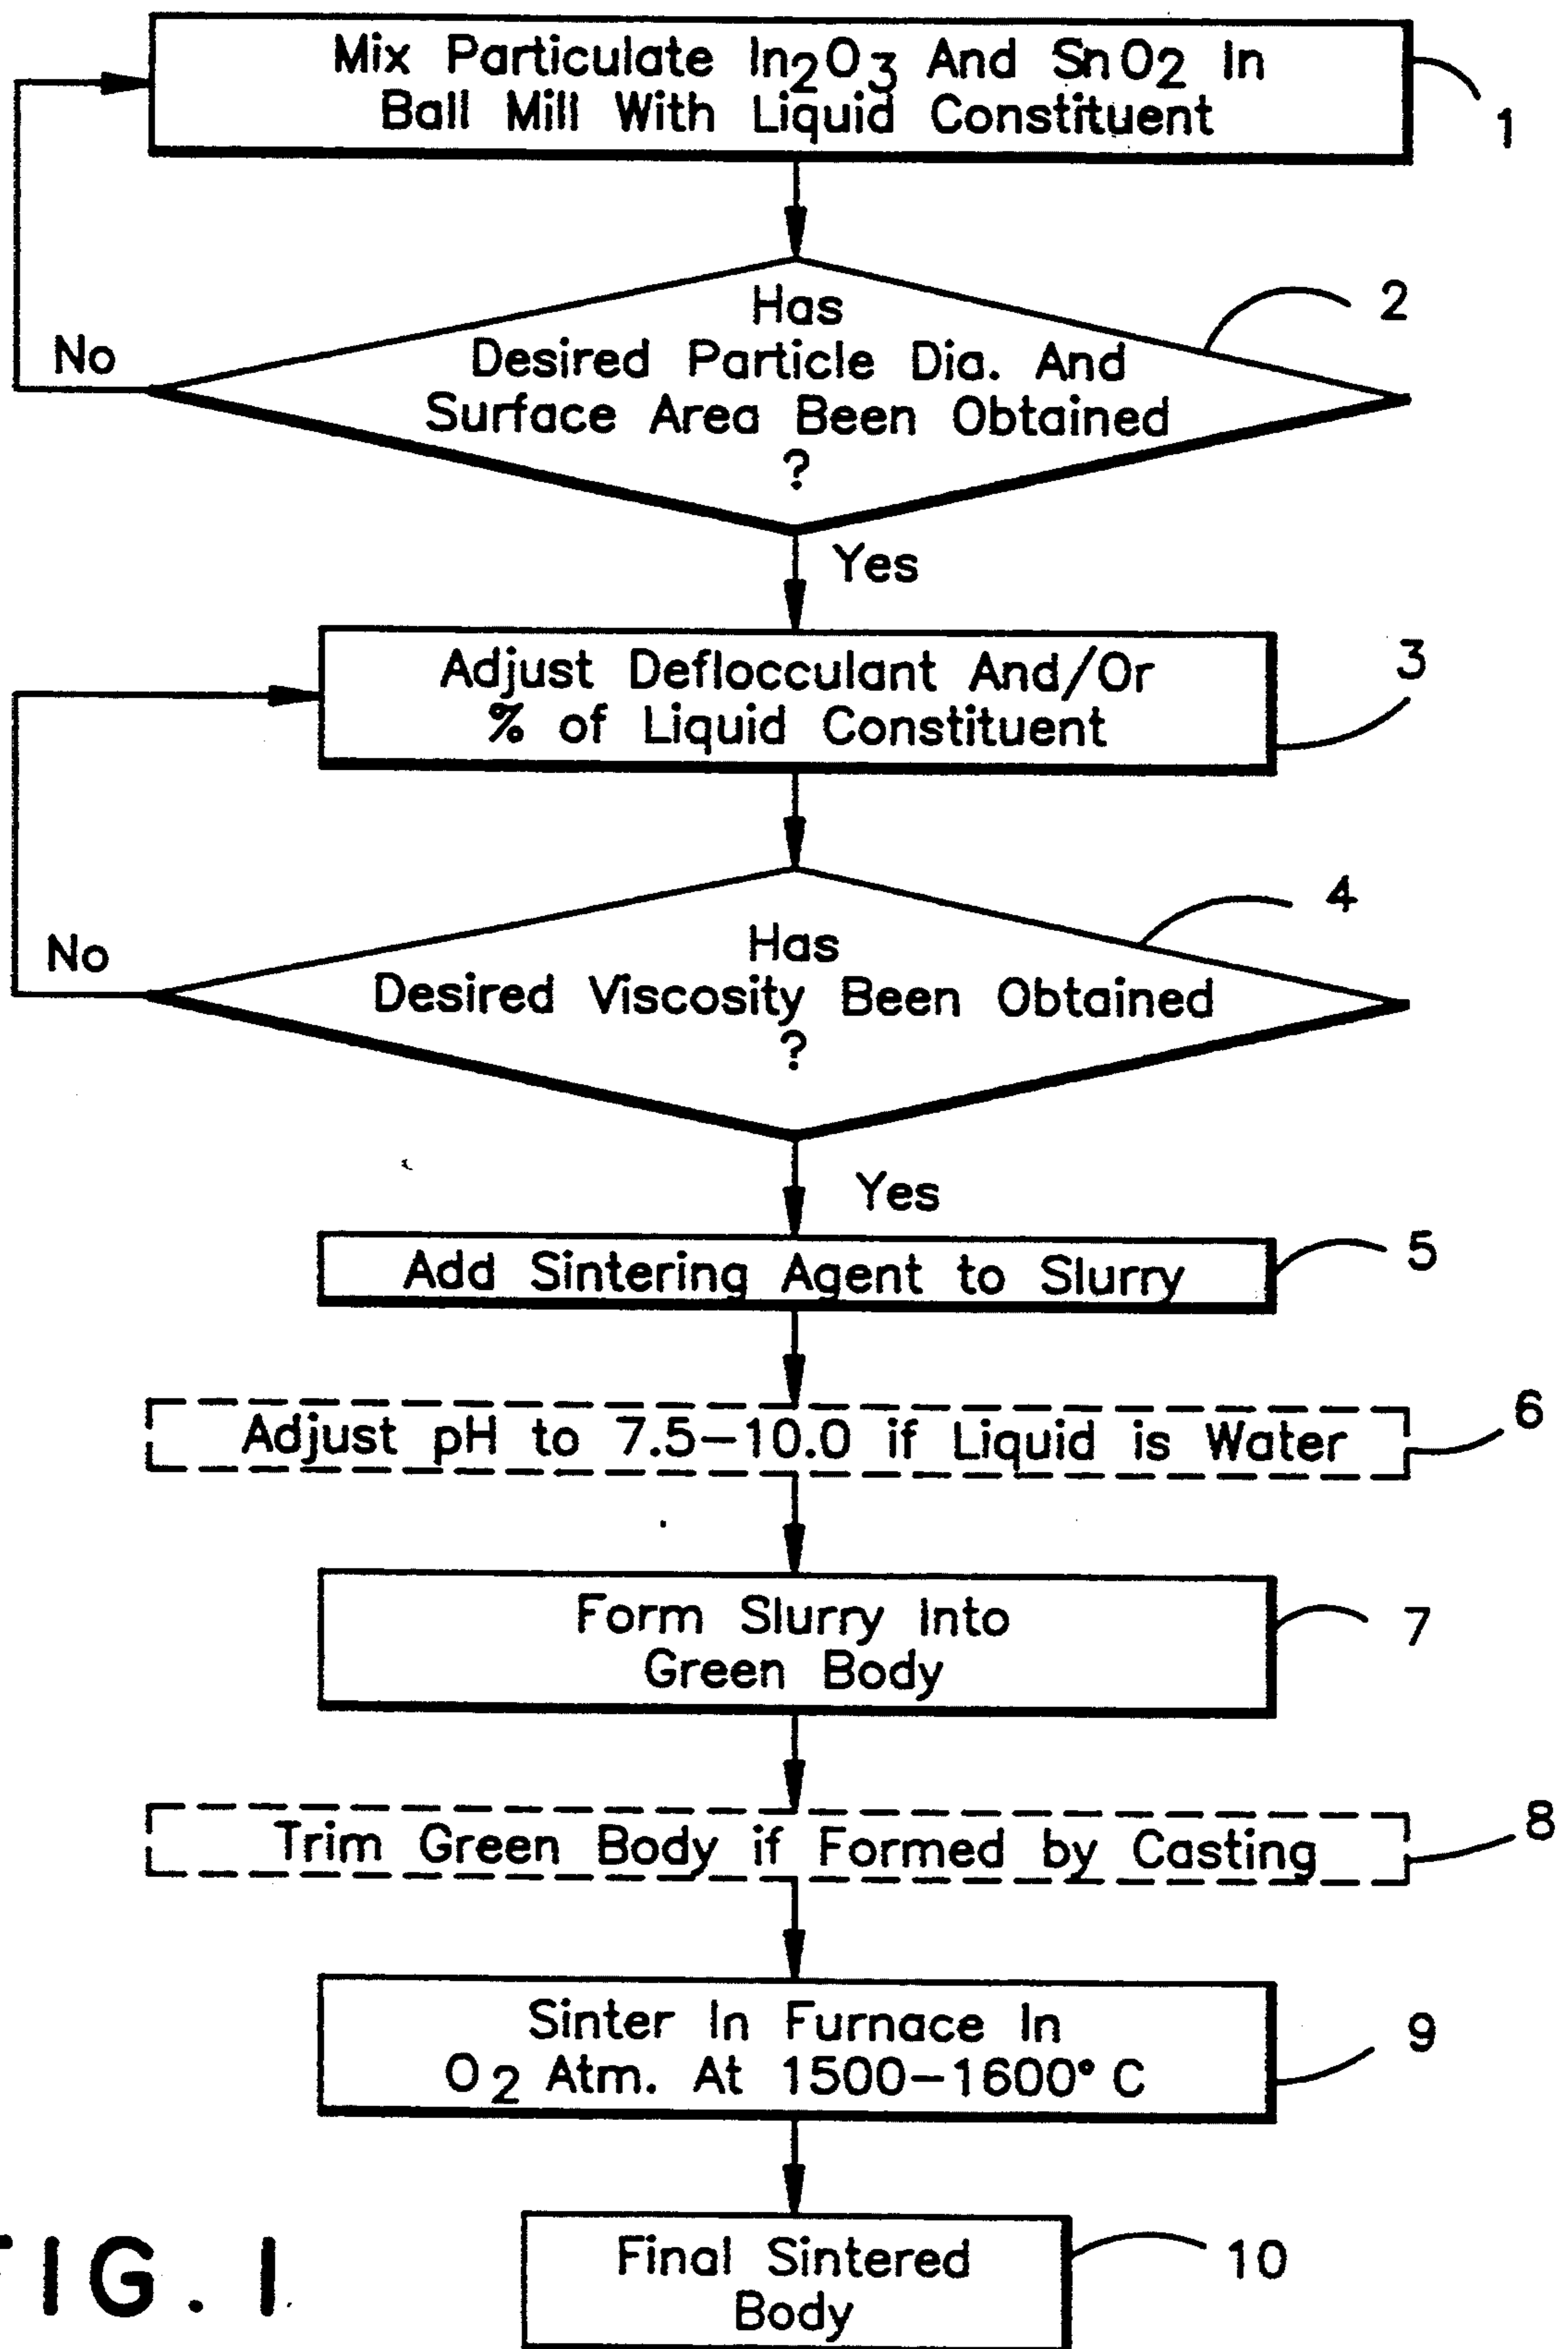 Mix Particulate In₂O₃ And SnO₂ In
Ball Mill With Liquid Constituent
1
Has
Desired Particle Dia. And
Surface Area Been Obtained
?
2
No
Yes
Adjust Deflocculant And/Or
% of Liquid Constituent
3
Has
Desired Viscosity Been Obtained
?
4
No
Yes
Add Sintering Agent to Slurry
5
Adjust pH to 7.5–10.0 if Liquid is Water
6
Form Slurry Into
Green Body
7
Trim Green Body if Formed by Casting
8
Sinter In Furnace In
O₂ Atm. At 1500–1600° C
9
Final Sintered
Body
10
FIG. 1